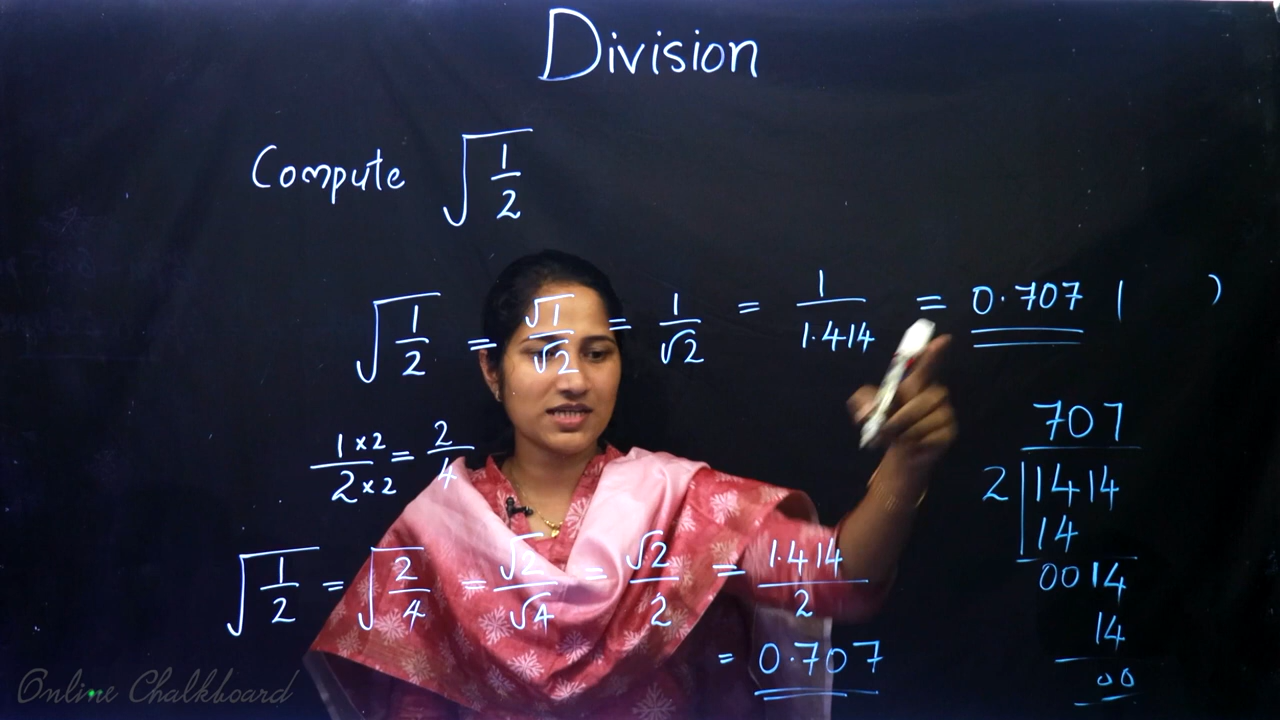 Division
Compute √(1/2)
√(1/2) = √1/√2 = 1/√2 = 1/1.414 = 0.707 | )
1×2/2×2 = 2/4
√(1/2) = √(2/4) = √2/√4 = √2/2 = 1.414/2
= 0.707
707
2 | 1414
14
0014
14
00
Online Chalkboard